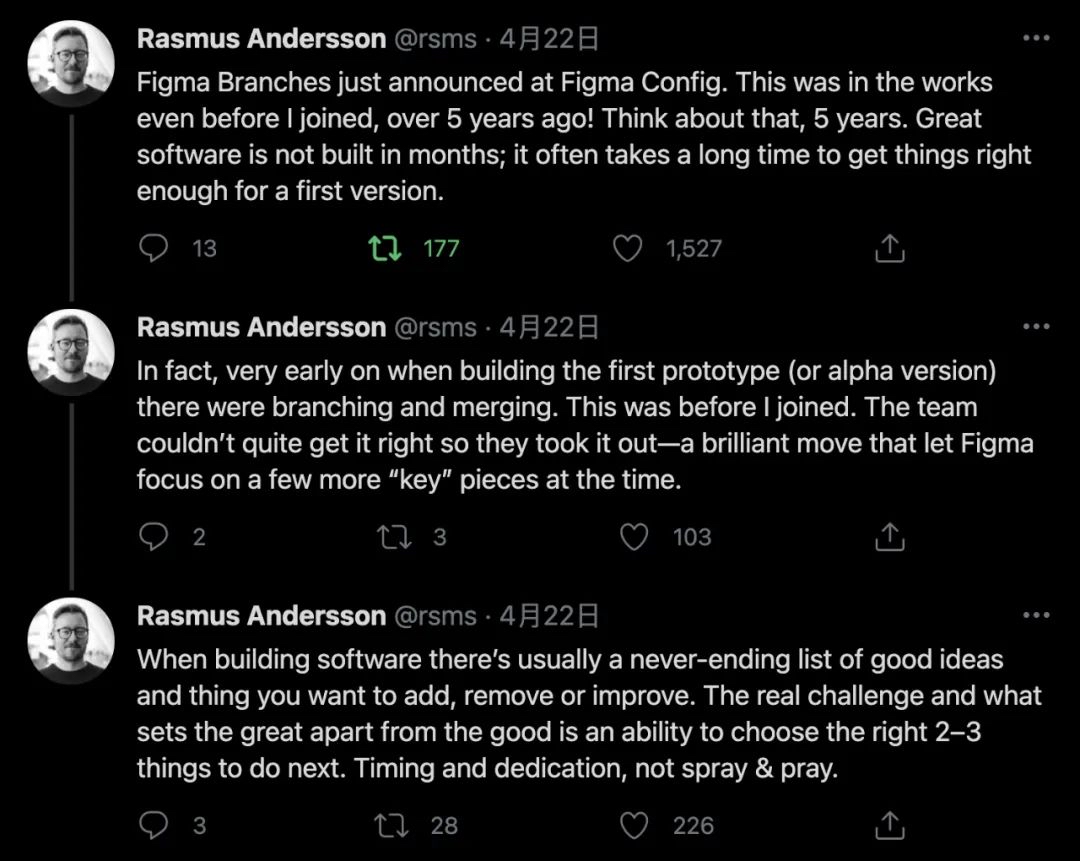 Rasmus Andersson @rsms · 4月22日
Figma Branches just announced at Figma Config. This was in the works
even before I joined, over 5 years ago! Think about that, 5 years. Great
software is not built in months; it often takes a long time to get things right
enough for a first version.
13 177 1,527
Rasmus Andersson @rsms · 4月22日
In fact, very early on when building the first prototype (or alpha version)
there were branching and merging. This was before I joined. The team
couldn’t quite get it right so they took it out—a brilliant move that let Figma
focus on a few more “key” pieces at the time.
2 3 103
Rasmus Andersson @rsms · 4月22日
When building software there’s usually a never-ending list of good ideas
and thing you want to add, remove or improve. The real challenge and what
sets the great apart from the good is an ability to choose the right 2–3
things to do next. Timing and dedication, not spray & pray.
3 28 226